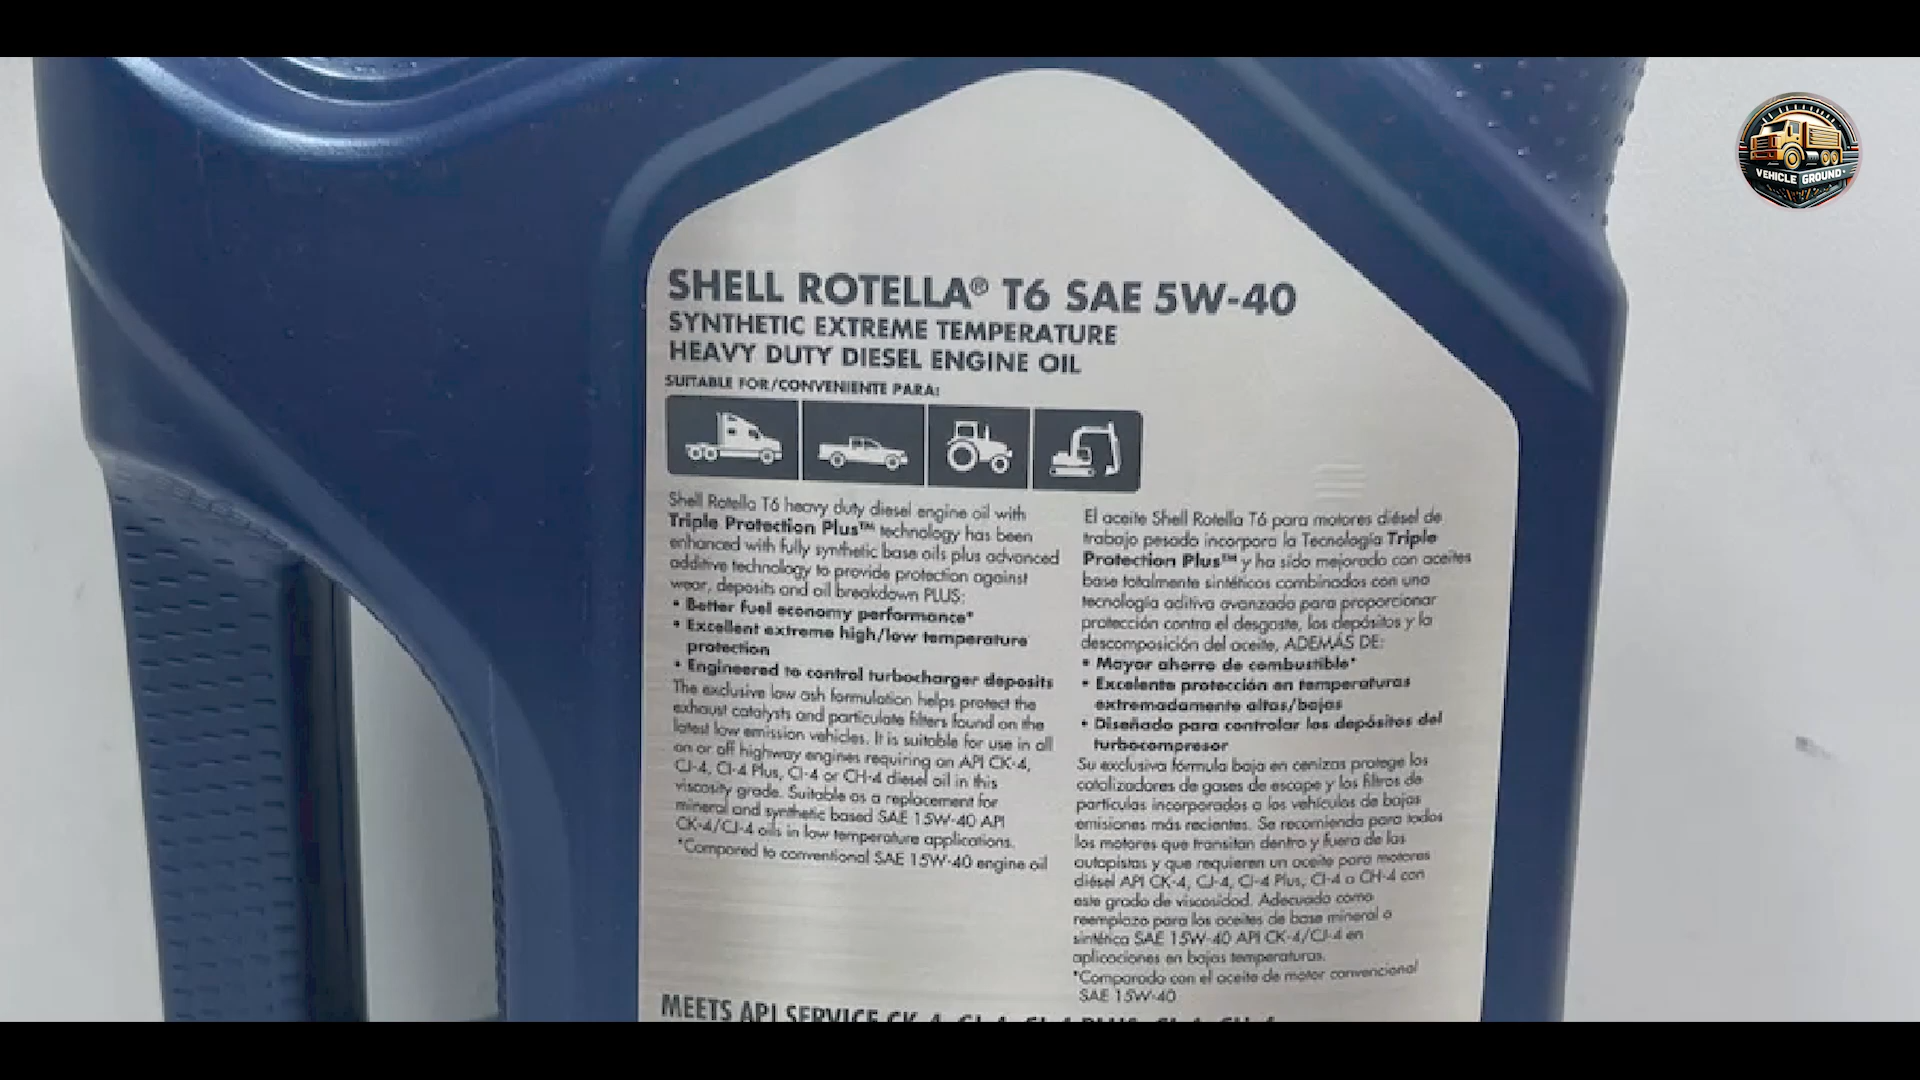 VEHICLE GROUND
SHELL ROTELLA® T6 SAE 5W-40
SYNTHETIC EXTREME TEMPERATURE
HEAVY DUTY DIESEL ENGINE OIL
SUITABLE FOR/CONVENIENTE PARA:
Shell Rotella T6 heavy duty diesel engine oil with
Triple Protection Plus™ technology has been
enhanced with fully synthetic base oils plus advanced
additive technology to provide protection against
wear, deposits and oil breakdown PLUS:
• Better fuel economy performance*
• Excellent extreme high/low temperature
protection
• Engineered to control turbocharger deposits
The exclusive low ash formulation helps protect the
exhaust catalysts and particulate filters found on the
latest low emission vehicles. It is suitable for use in all
on or off highway engines requiring an API CK-4,
CJ-4, CI-4 Plus, CI-4 or CH-4 diesel oil in this
viscosity grade. Suitable as a replacement for
mineral and synthetic based SAE 15W-40 API
CK-4/CJ-4 oils in low temperature applications.
*Compared to conventional SAE 15W-40 engine oil
El aceite Shell Rotella T6 para motores diésel de
trabajo pesado incorpora la Tecnología Triple
Protection Plus™ y ha sido mejorado con aceites
base totalmente sintéticos combinados con una
tecnología aditiva avanzada para proporcionar
protección contra el desgaste, los depósitos y la
descomposición del aceite, ADEMÁS DE:
• Mayor ahorro de combustible*
• Excelente protección en temperaturas
extremadamente altas/bajas
• Diseñado para controlar los depósitos del
turbocompresor
Su exclusiva fórmula baja en cenizas protege los
catalizadores de gases de escape y los filtros de
partículas incorporados a los vehículos de bajas
emisiones más recientes. Se recomienda para todos
los motores que transitan dentro y fuera de las
autopistas y que requieren un aceite para motores
diésel API CK-4, CJ-4, CI-4 Plus, CI-4 o CH-4 con
este grado de viscosidad. Adecuado como
reemplazo para los aceites de base mineral o
sintética SAE 15W-40 API CK-4/CJ-4 en
aplicaciones en bajas temperaturas.
*Comparado con el aceite de motor convencional
SAE 15W-40
MEETS API SERVICE CK-4, CJ-4, CI-4 PLUS, CI-4, CH-4